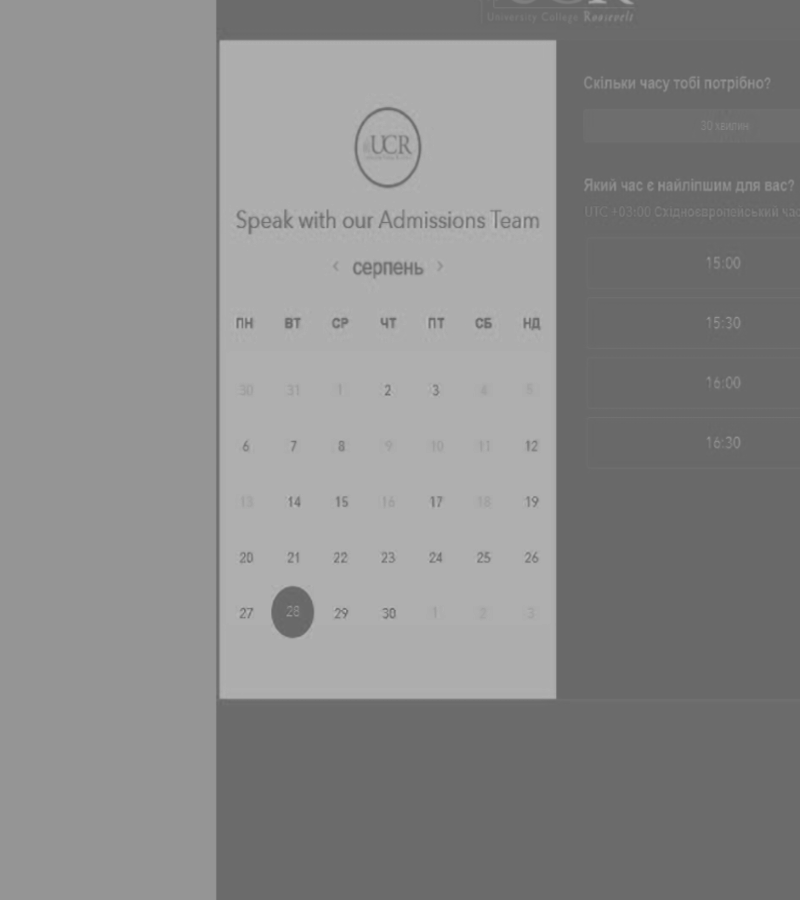 University College Roosevelt
UCR
Speak with our Admissions Team
‹ серпень ›
ПН ВТ СР ЧТ ПТ СБ НД
30 31 1 2 3 4 5
6 7 8 9 10 11 12
13 14 15 16 17 18 19
20 21 22 23 24 25 26
27 28 29 30 1 2 3
Скільки часу тобі потрібно?
30 хвилин
Який час є найліпшим для вас?
UTC +03:00 Східноєвропейський час
15:00
15:30
16:00
16:30